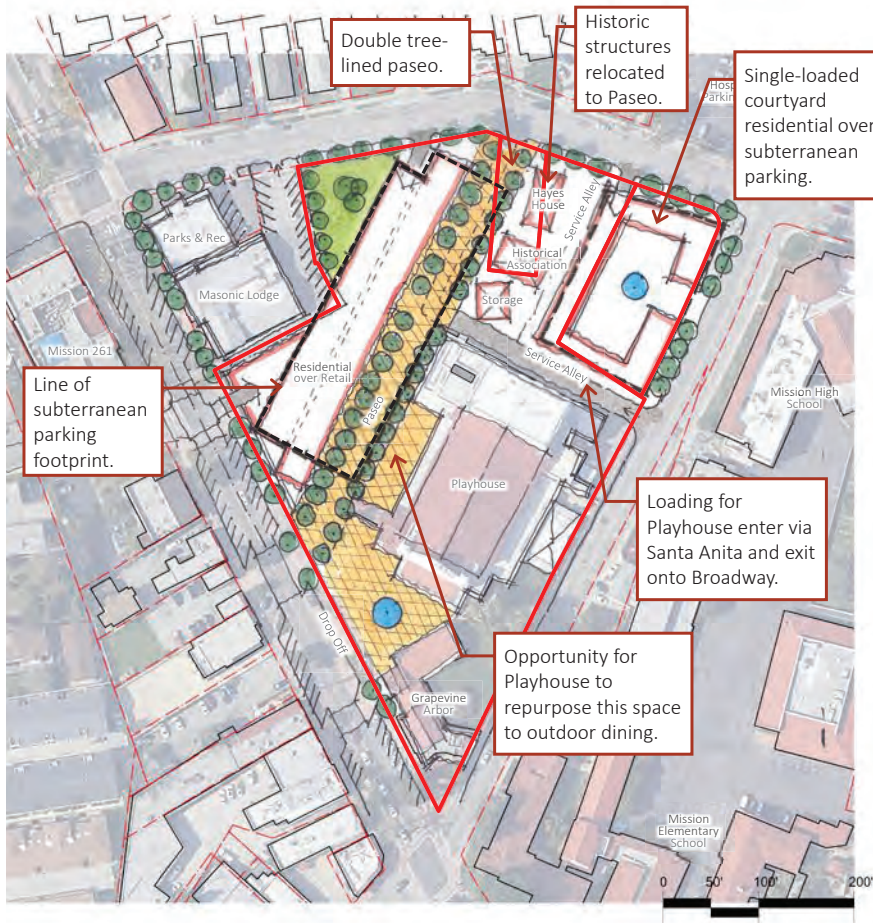 Double tree-
lined paseo.
Historic
structures
relocated
to Paseo.
Single-loaded
courtyard
residential over
subterranean
parking.
Parking
Hayes
House
Service Alley
Parks & Rec
Historical
Association
Masonic Lodge
Storage
Mission 261
Service Alley
Residential
over Retail
Mission High
School
Line of
subterranean
parking
footprint.
Paseo
Playhouse
Loading for
Playhouse enter via
Santa Anita and exit
onto Broadway.
Drop Off
Opportunity for
Playhouse to
repurpose this space
to outdoor dining.
Grapevine
Arbor
Mission
Elementary
School
0 50' 100' 200'